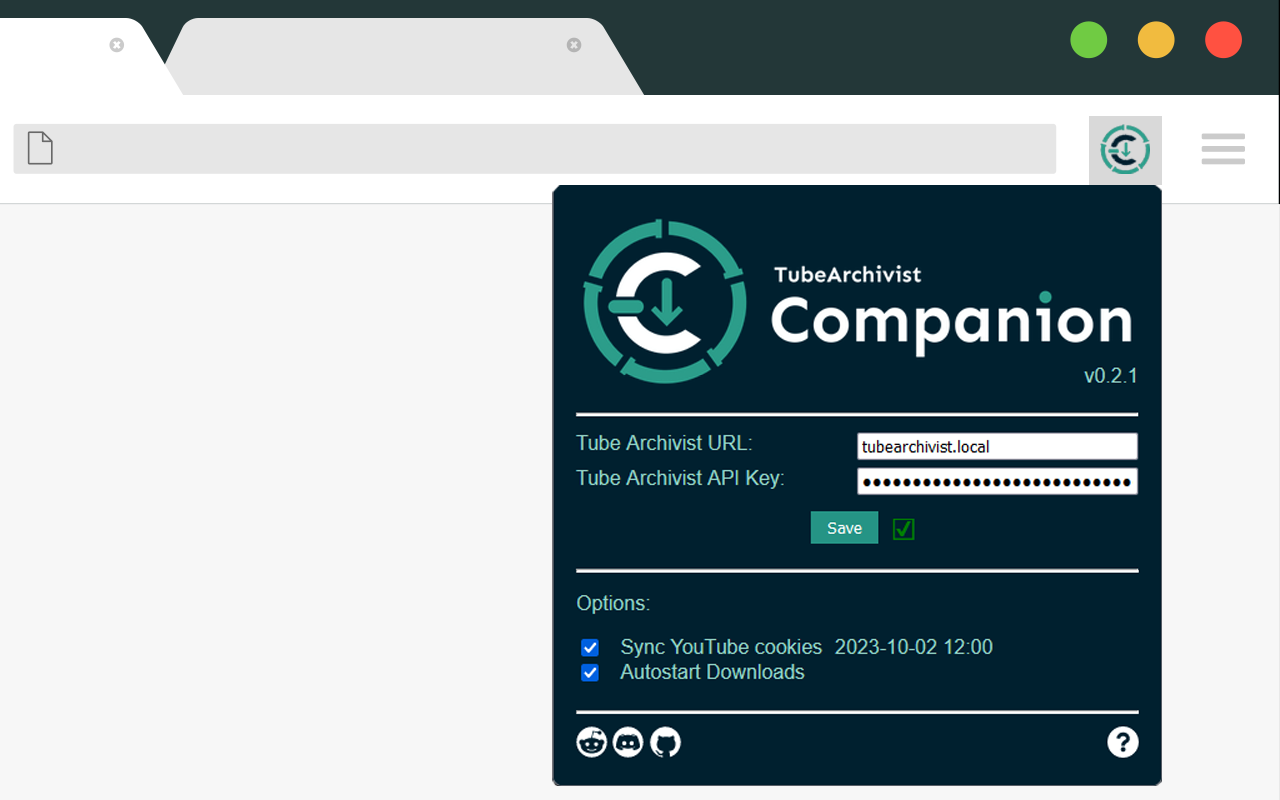 TubeArchivist
Companion
v0.2.1
Tube Archivist URL: tubearchivist.local
Tube Archivist API Key: ●●●●●●●●●●●●●●●●●●●●●●●●●●●
Save
Options:
Sync YouTube cookies 2023-10-02 12:00
Autostart Downloads
?